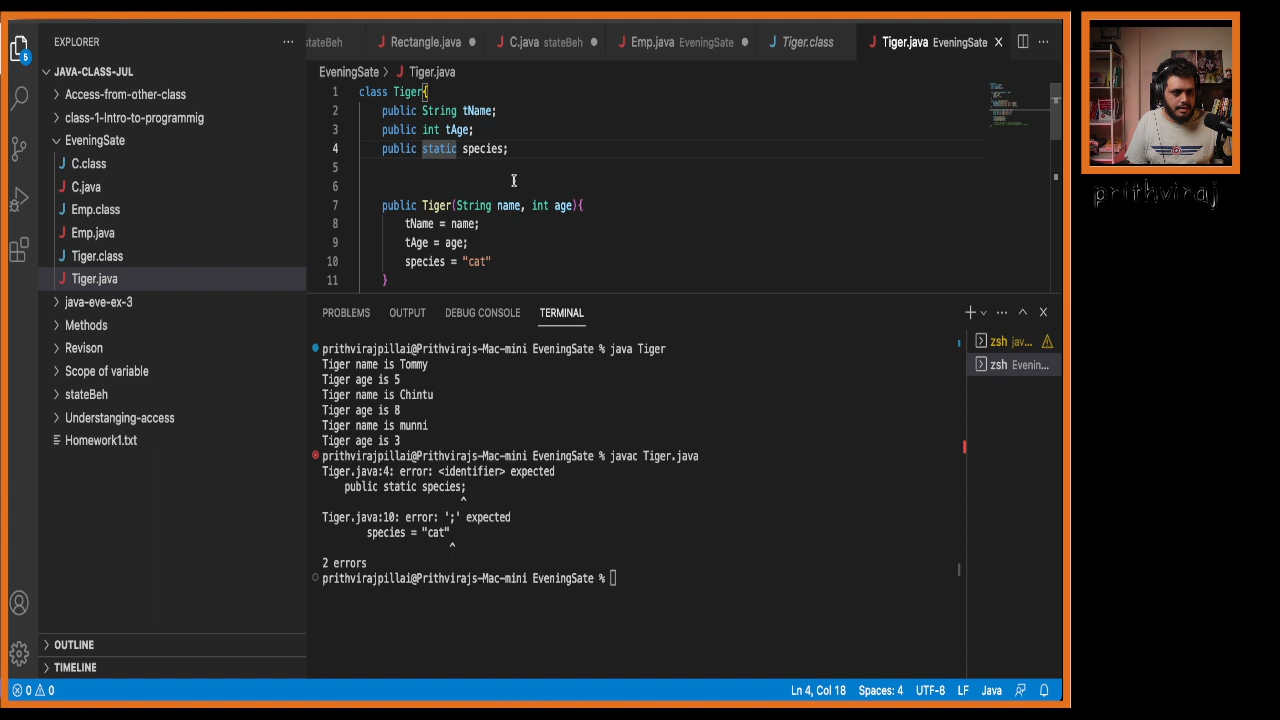 EXPLORER
stateBeh
Rectangle.java
C.java stateBeh
Emp.java EveningSate
Tiger.class
Tiger.java EveningSate
5
JAVA-CLASS-JUL
Access-from-other-class
class-1-Intro-to-programmig
EveningSate
C.class
C.java
Emp.class
Emp.java
Tiger.class
Tiger.java
java-eve-ex-3
Methods
Revison
Scope of variable
stateBeh
Understanging-access
Homework1.txt
OUTLINE
TIMELINE
EveningSate > Tiger.java
1 class Tiger{
2 public String tName;
3 public int tAge;
4 public static species;
5
6
7 public Tiger(String name, int age){
8 tName = name;
9 tAge = age;
10 species = "cat"
11 }
PROBLEMS OUTPUT DEBUG CONSOLE TERMINAL
prithvirajpillai@Prithvirajs-Mac-mini EveningSate % java Tiger
Tiger name is Tommy
Tiger age is 5
Tiger name is Chintu
Tiger age is 8
Tiger name is munni
Tiger age is 3
prithvirajpillai@Prithvirajs-Mac-mini EveningSate % javac Tiger.java
Tiger.java:4: error: <identifier> expected
public static species;
^
Tiger.java:10: error: ';' expected
species = "cat"
^
2 errors
prithvirajpillai@Prithvirajs-Mac-mini EveningSate %
zsh jav...
zsh Evenin...
0 0
Ln 4, Col 18 Spaces: 4 UTF-8 LF Java
prithviraj